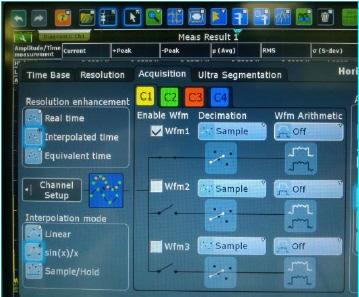 Meas Result 1
Amplitude/Time measurement Current +Peak -Peak μ (Avg) RMS σ (S-dev)
Time Base Resolution Acquisition Ultra Segmentation
Resolution enhancement
Real time
Interpolated time
Equivalent time
Channel Setup
Interpolation mode
Linear
sin(x)/x
Sample/Hold
C1 C2 C3 C4
Enable Wfm Decimation Wfm Arithmetic
Wfm1 Sample Off
Wfm2 Sample Off
Wfm3 Sample Off